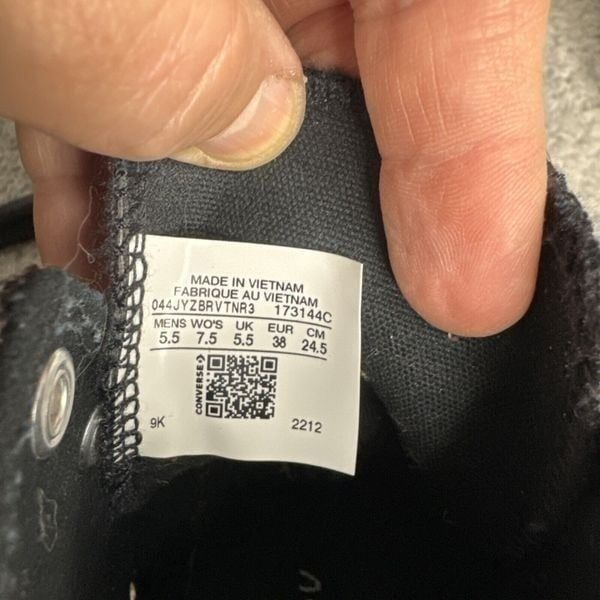 MADE IN VIETNAM
FABRIQUE AU VIETNAM
044JYZBRVTNR3 173144C
MENS WO'S UK EUR CM
5.5 7.5 5.5 38 24.5
CONVERSE
9K 2212